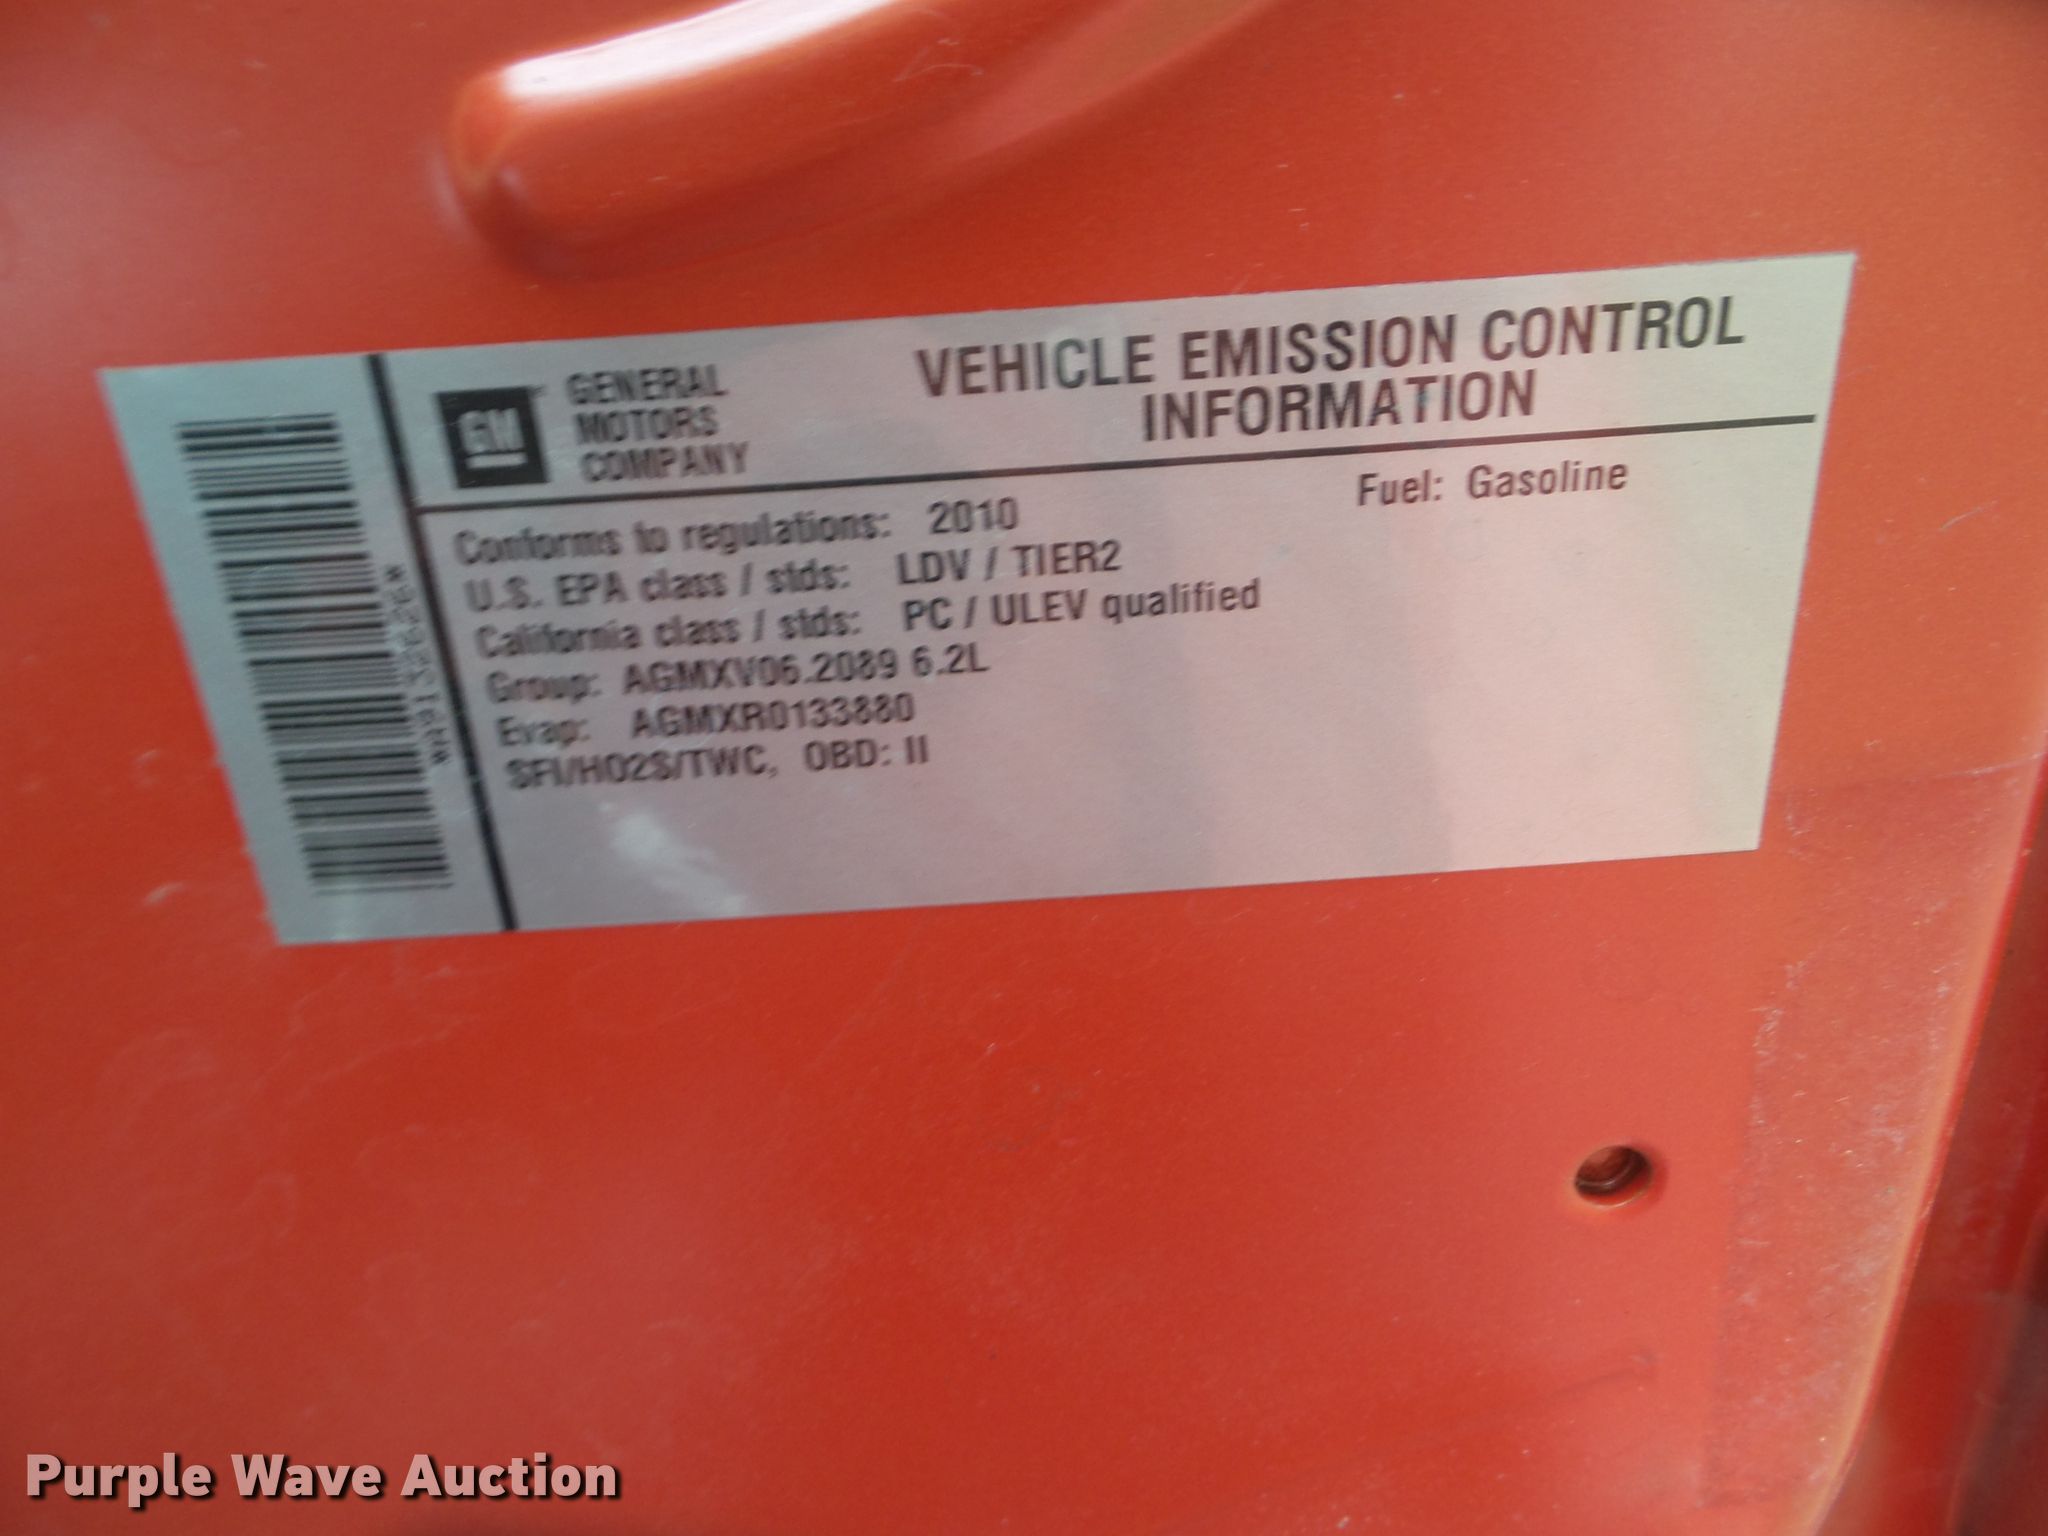 GM
GENERAL
MOTORS
COMPANY
VEHICLE EMISSION CONTROL
INFORMATION
Fuel: Gasoline
Conforms to regulations: 2010
U.S. EPA class / stds: LDV / TIER2
California class / stds: PC / ULEV qualified
Group: AGMXV06.2089 6.2L
Evap: AGMXR0133880
SFI/HO2S/TWC, OBD: II
Purple Wave Auction